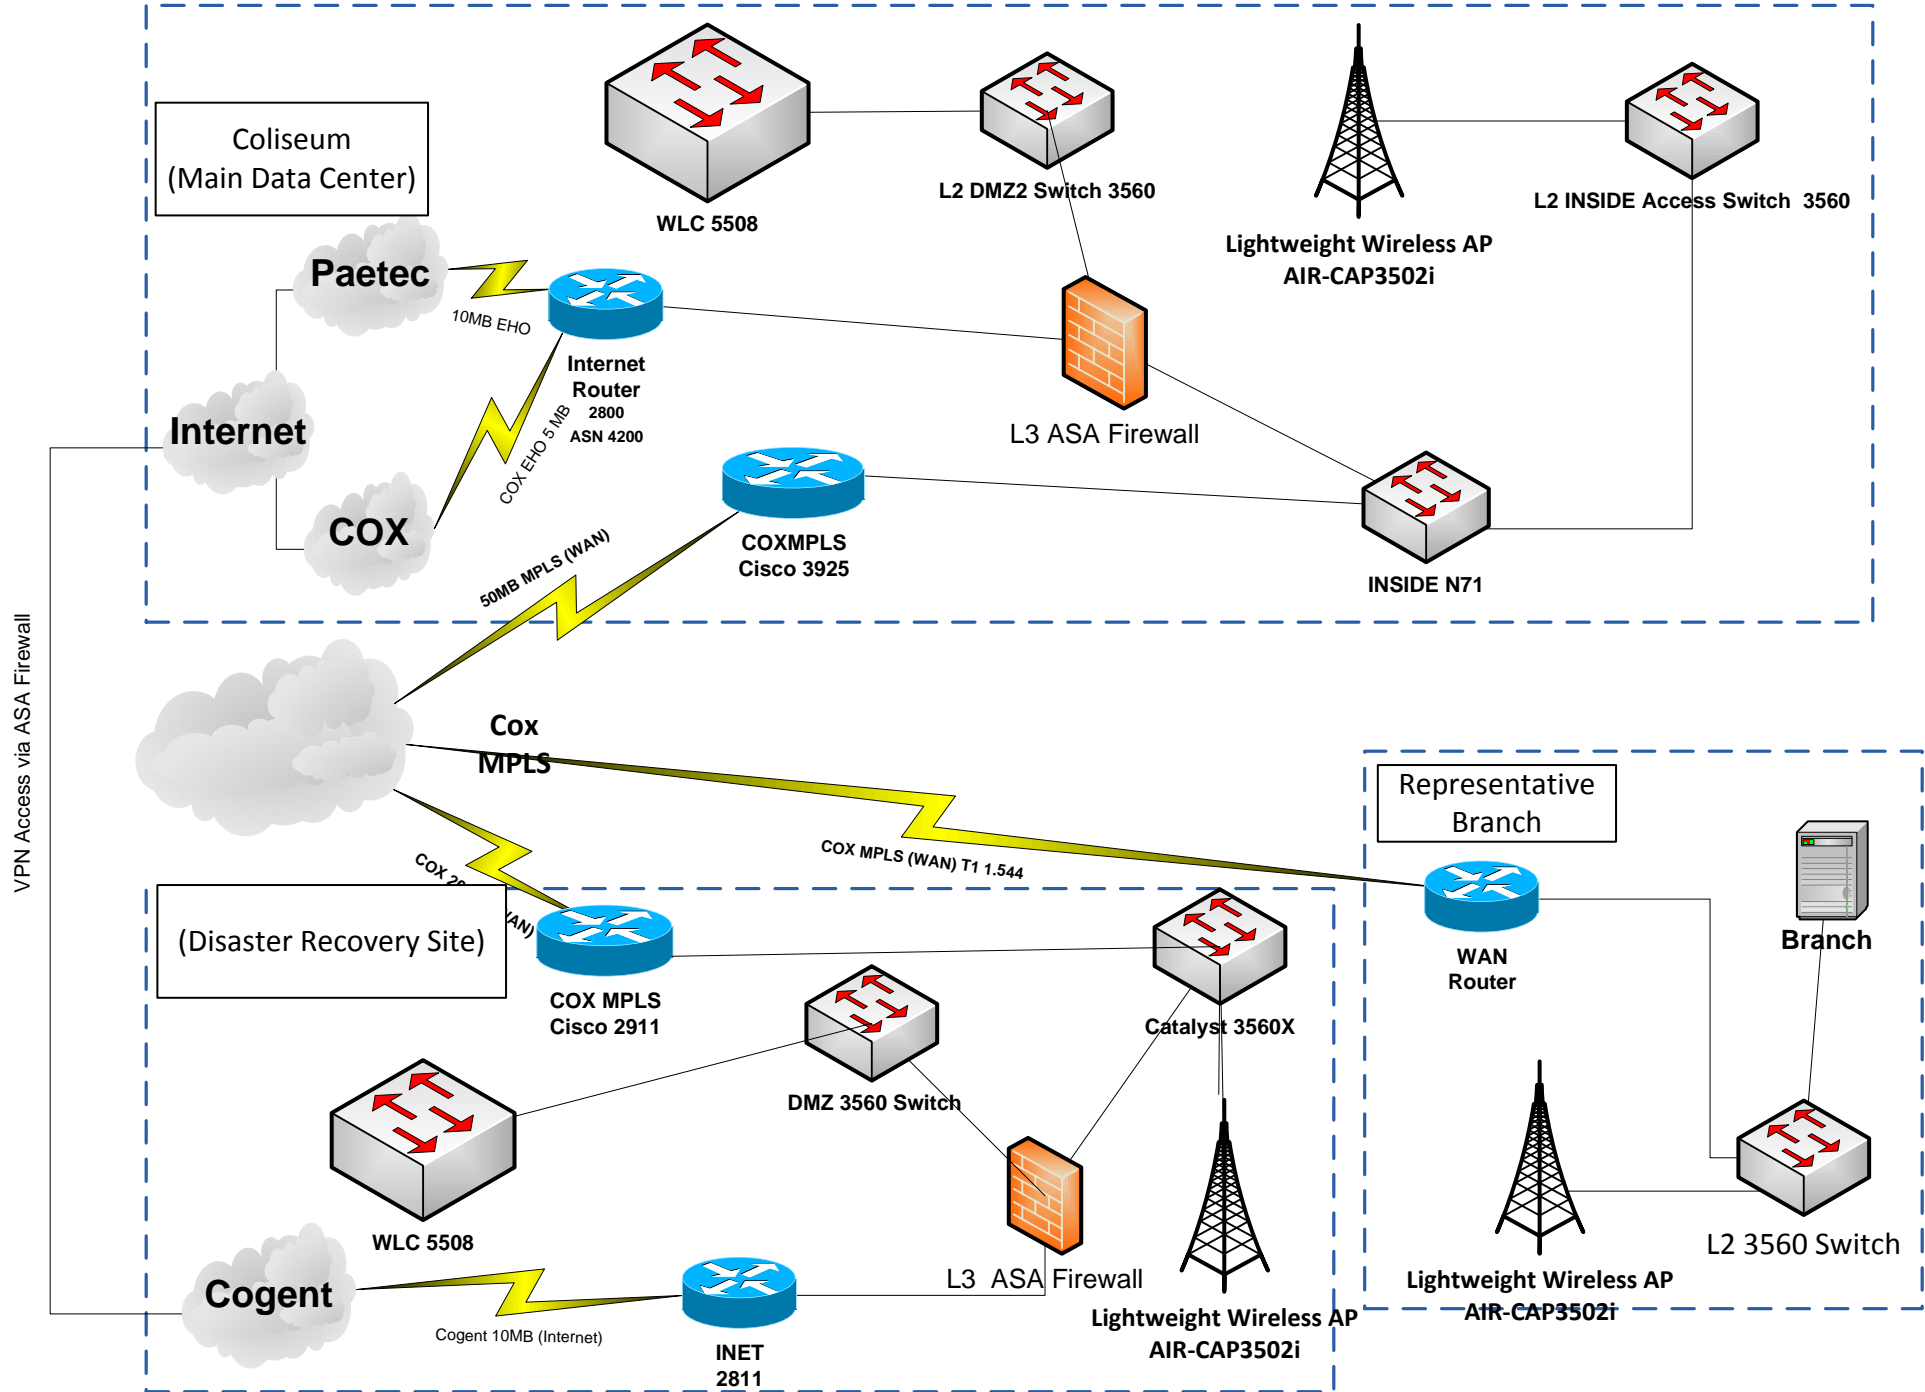 Coliseum
(Main Data Center)
WLC 5508
L2 DMZ2 Switch 3560
Lightweight Wireless AP
AIR-CAP3502i
L2 INSIDE Access Switch  3560
Paetec
10MB EHO
Internet
Router
2800
ASN 4200
Internet
COX
COX EHO 5 MB
L3 ASA Firewall
COXMPLS
Cisco 3925
INSIDE N71
50MB MPLS (WAN)
VPN Access via ASA Firewall
Cox
MPLS
COX MPLS (WAN) T1 1.544
COX
WAN)
Representative
Branch
WAN
Router
Branch
L2 3560 Switch
Lightweight Wireless AP
AIR-CAP3502i
(Disaster Recovery Site)
COX MPLS
Cisco 2911
Catalyst 3560X
DMZ 3560 Switch
WLC 5508
L3  ASA Firewall
Lightweight Wireless AP
AIR-CAP3502i
Cogent
Cogent 10MB (Internet)
INET
2811